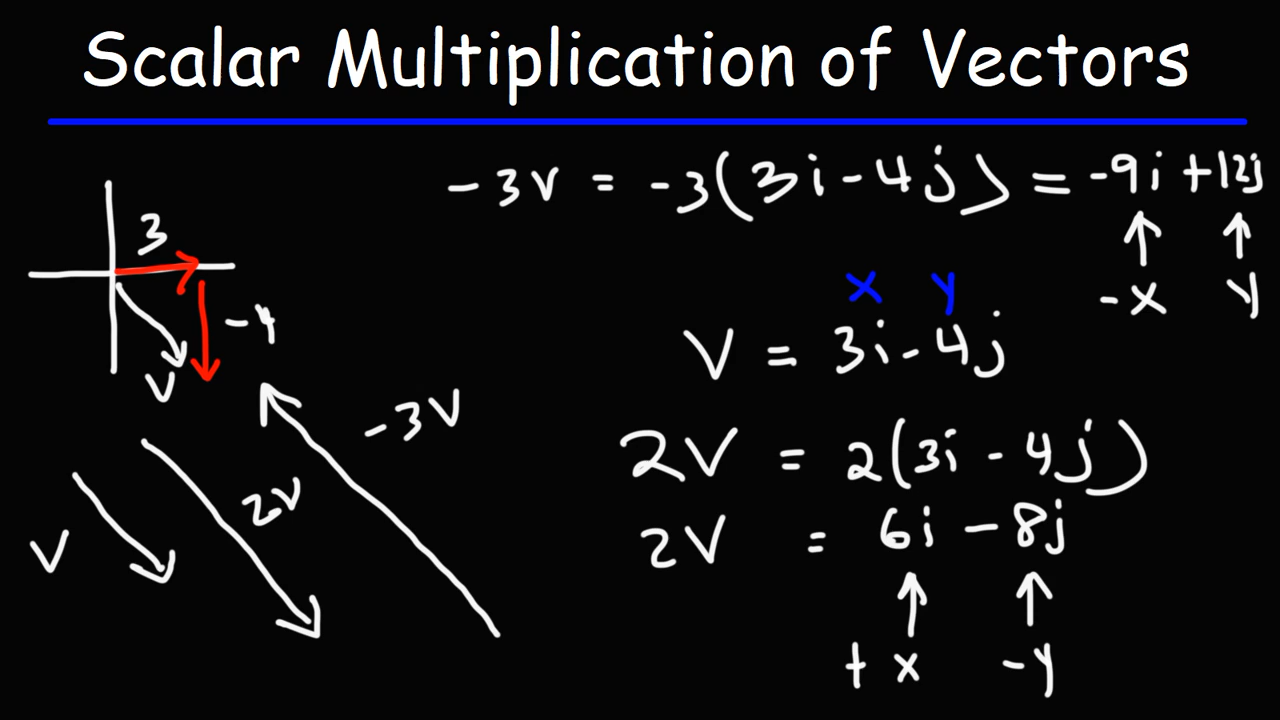 Scalar Multiplication of Vectors
-3V = -3(3i-4j) = -9i +12j
-x y
3
-4
V
x y
V = 3i-4j
-3V
2V = 2(3i - 4j)
2V
V
2V = 6i - 8j
+x -y